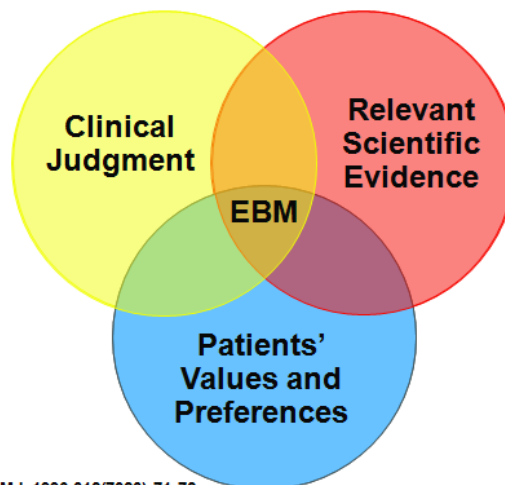 Clinical
Judgment
Relevant
Scientific
Evidence
EBM
Patients’
Values and
Preferences